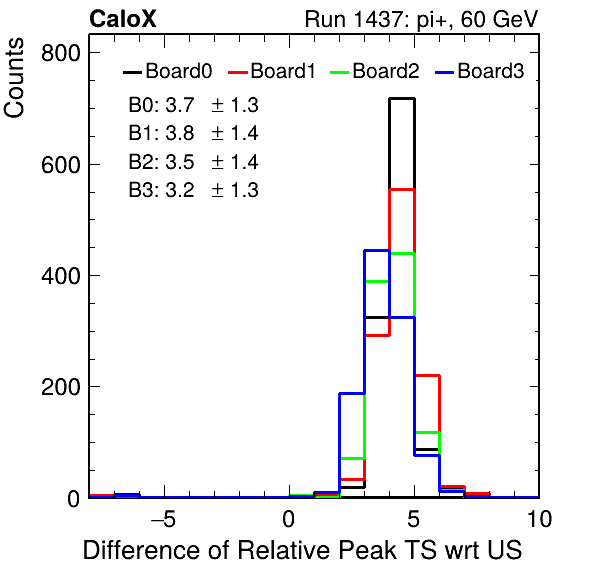 CaloX Run 1437: pi+, 60 GeV
Counts
800
600
400
200
0
Board0 Board1 Board2 Board3
B0: 3.7 ± 1.3
B1: 3.8 ± 1.4
B2: 3.5 ± 1.4
B3: 3.2 ± 1.3
−5 0 5 10
Difference of Relative Peak TS wrt US